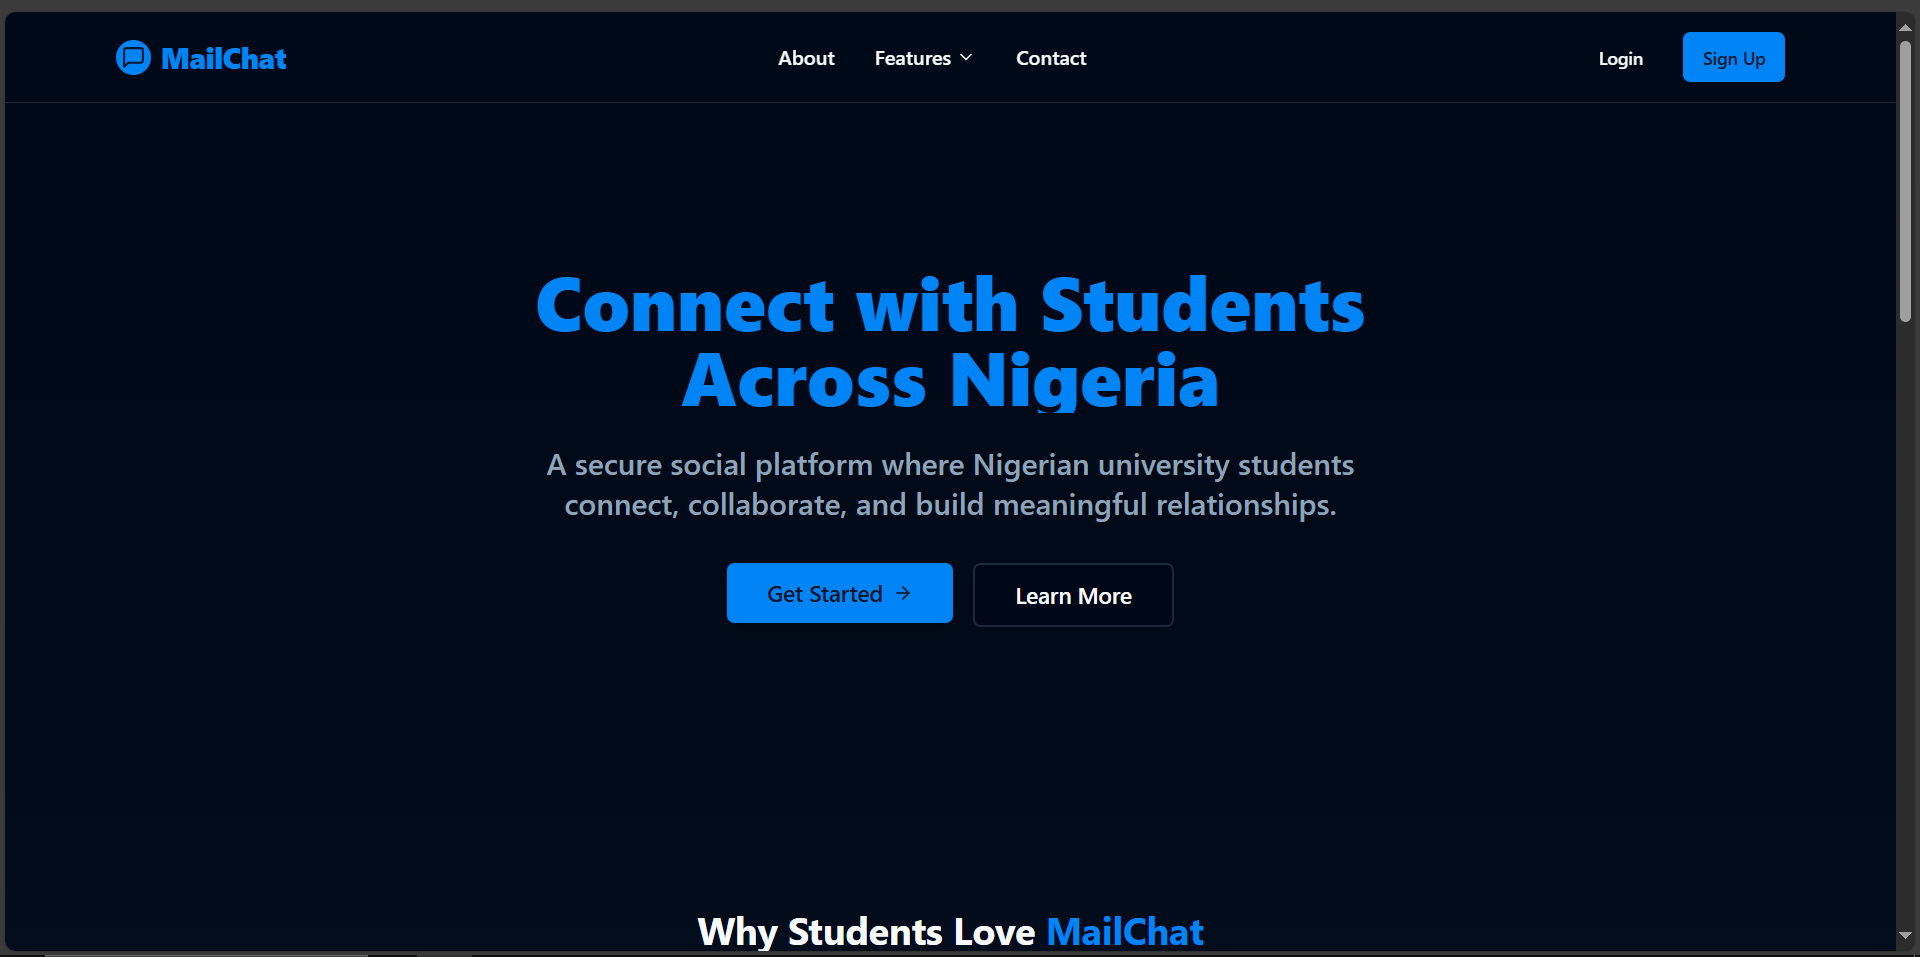 MailChat
About
Features
Contact
Login
Sign Up
Connect with Students
Across Nigeria
A secure social platform where Nigerian university students
connect, collaborate, and build meaningful relationships.
Get Started
Learn More
Why Students Love MailChat